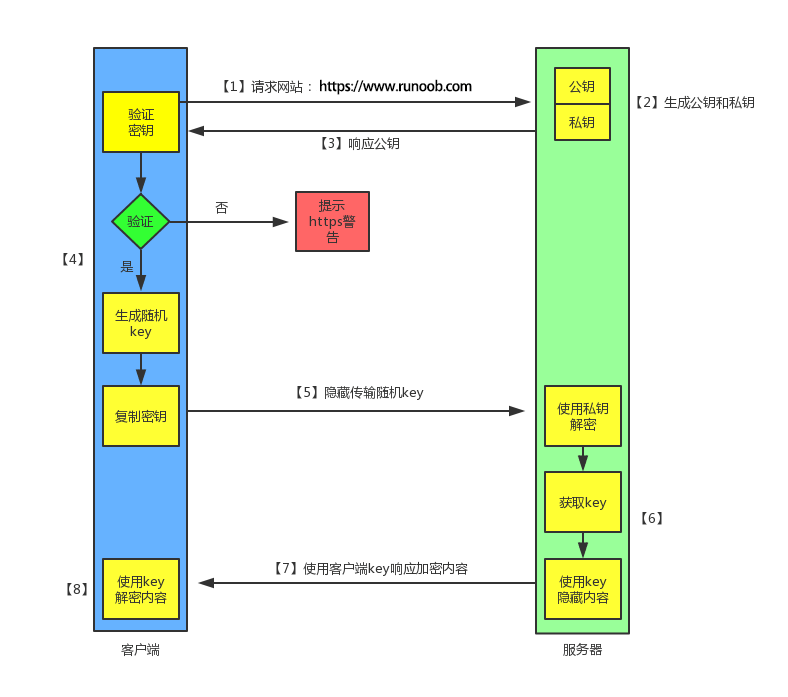 【1】请求网站： https://www.runoob.com
公钥
私钥
【2】生成公钥和私钥
验证
密钥
【3】响应公钥
验证
否
提示
https警
告
【4】
是
生成随机
key
复制密钥
【5】隐藏传输随机key
使用私钥
解密
获取key
【6】
【7】使用客户端key响应加密内容
使用key
隐藏内容
【8】
使用key
解密内容
客户端
服务器